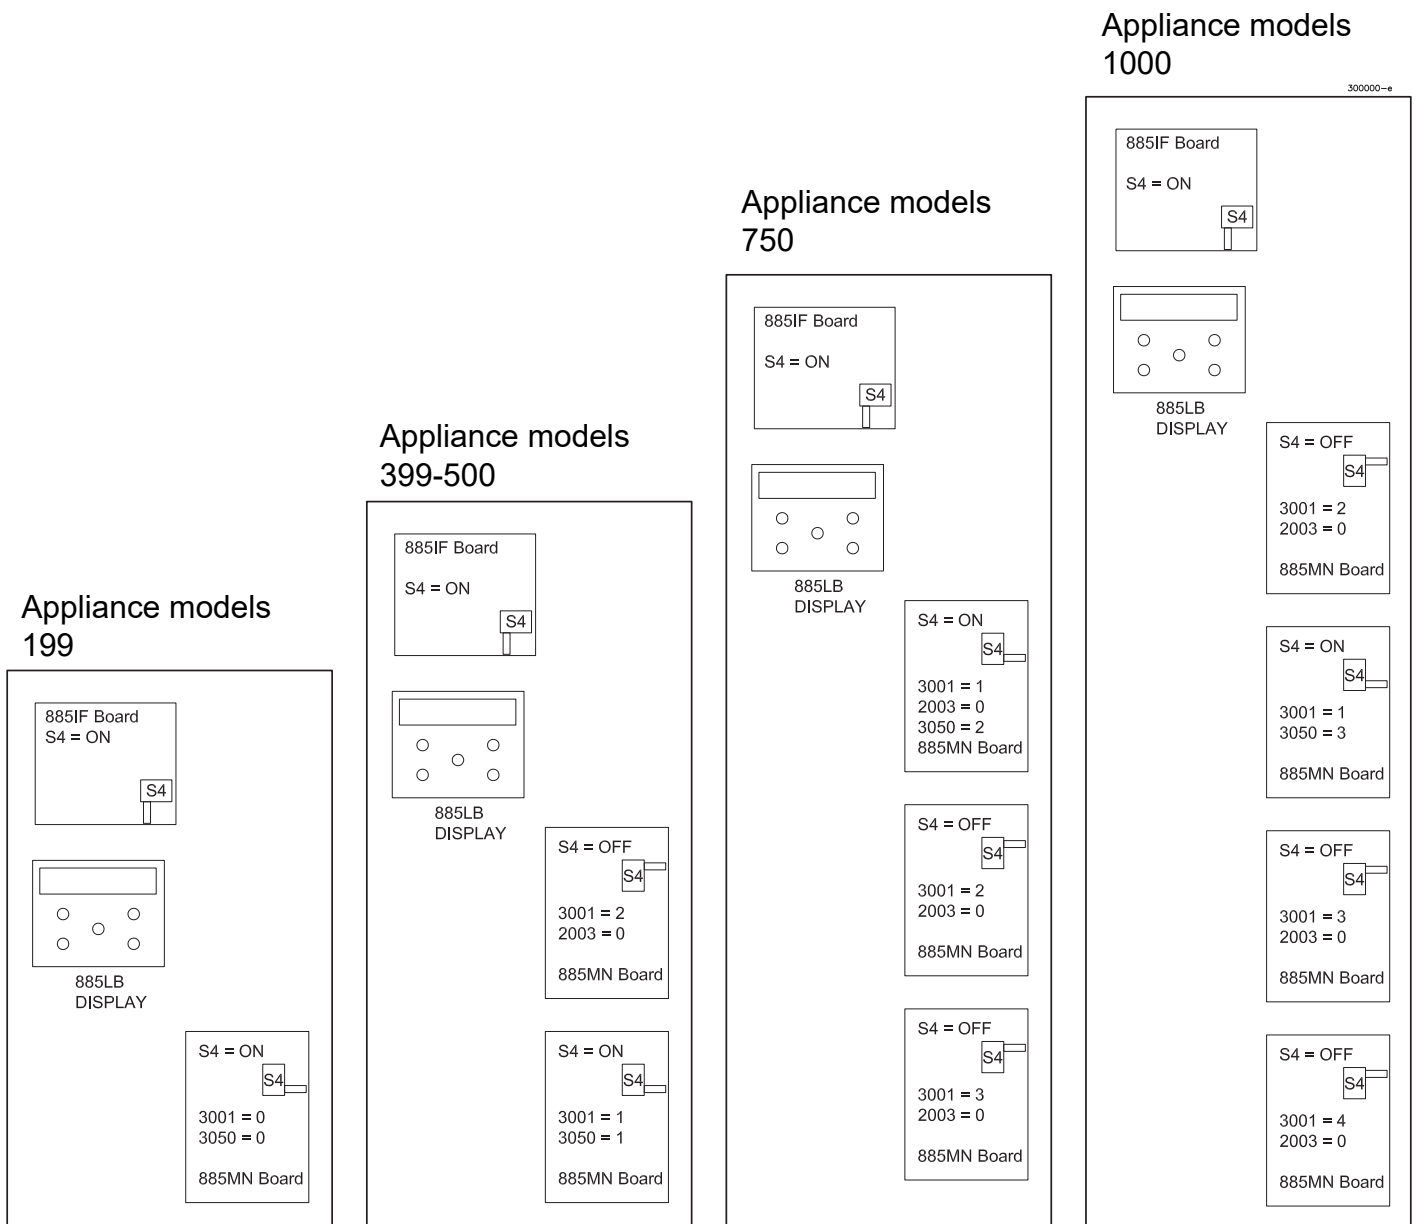 Appliance models
199
885IF Board
S4 = ON
S4
885LB
DISPLAY
S4 = ON
S4
3001 = 0
3050 = 0
885MN Board
Appliance models
399-500
885IF Board
S4 = ON
S4
885LB
DISPLAY
S4 = OFF
S4
3001 = 2
2003 = 0
885MN Board
S4 = ON
S4
3001 = 1
3050 = 1
885MN Board
Appliance models
750
885IF Board
S4 = ON
S4
885LB
DISPLAY
S4 = ON
S4
3001 = 1
2003 = 0
3050 = 2
885MN Board
S4 = OFF
S4
3001 = 2
2003 = 0
885MN Board
S4 = OFF
S4
3001 = 3
2003 = 0
885MN Board
Appliance models
1000
300000-e
885IF Board
S4 = ON
S4
885LB
DISPLAY
S4 = OFF
S4
3001 = 2
2003 = 0
885MN Board
S4 = ON
S4
3001 = 1
3050 = 3
885MN Board
S4 = OFF
S4
3001 = 3
2003 = 0
885MN Board
S4 = OFF
S4
3001 = 4
2003 = 0
885MN Board